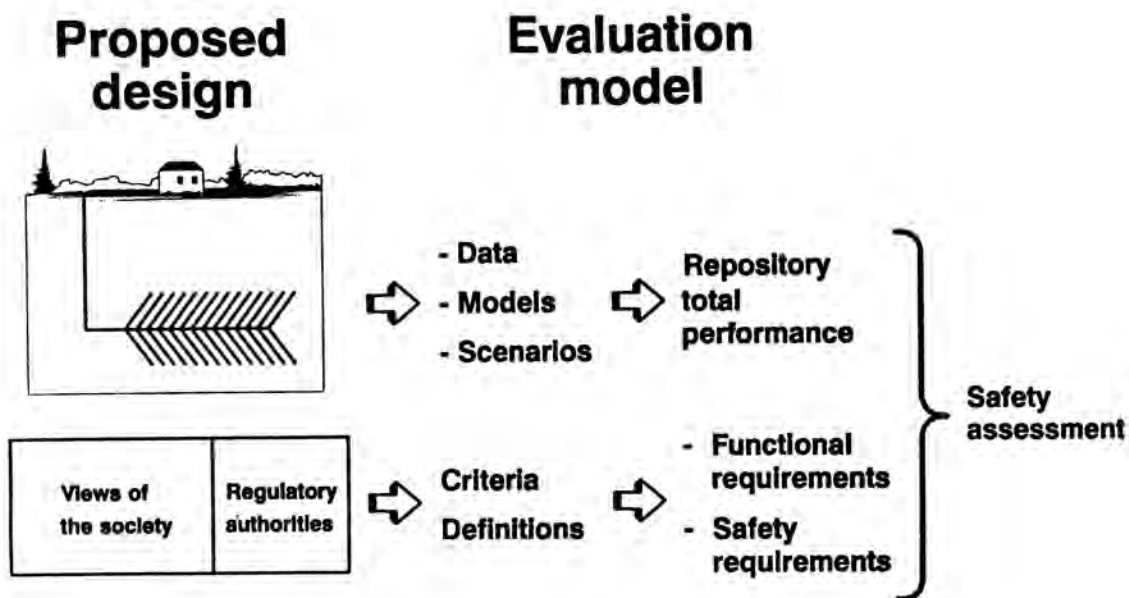 Proposed
design
Evaluation
model
- Data
- Models
- Scenarios
Repository
total
performance
Safety
assessment
Views of
the society
Regulatory
authorities
Criteria
Definitions
- Functional
requirements
- Safety
requirements